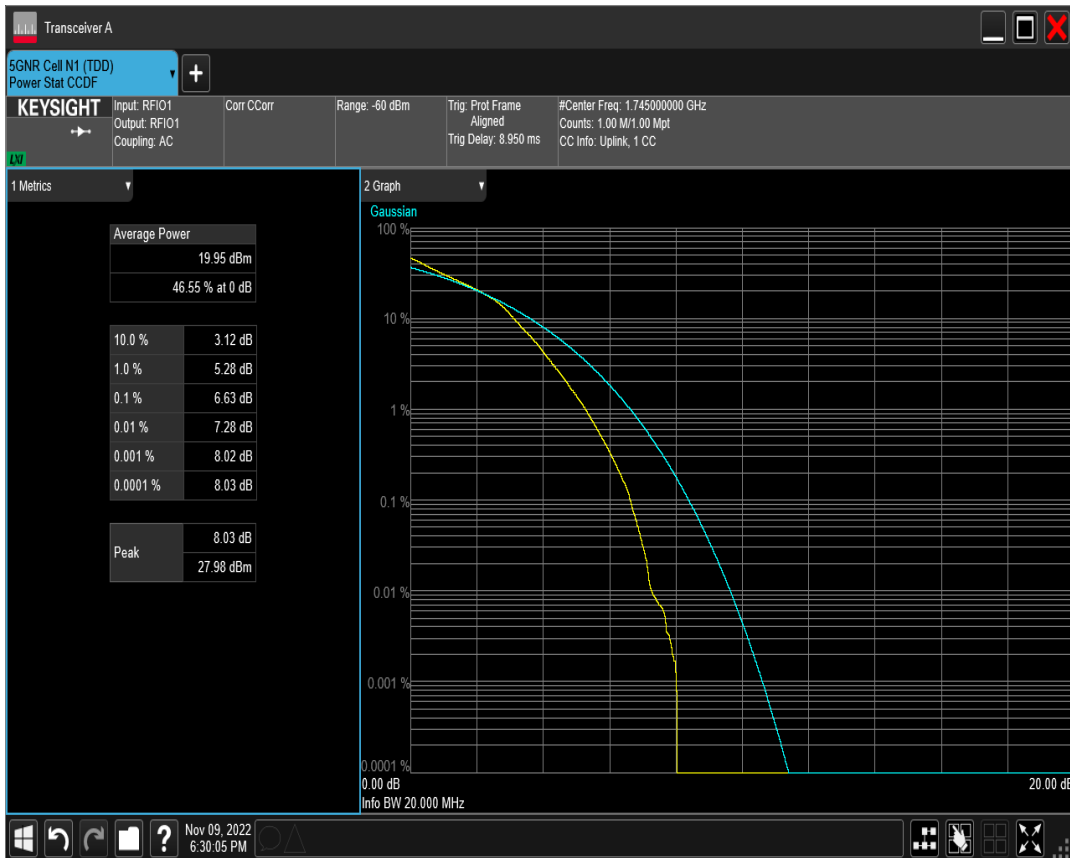 Transceiver A
5GNR Cell N1 (TDD)
Power Stat CCDF
+
KEYSIGHT
LXI
Input: RFIO1
Output: RFIO1
Coupling: AC
Corr CCorr
Range: -60 dBm
Trig: Prot Frame
Aligned
Trig Delay: 8.950 ms
#Center Freq: 1.745000000 GHz
Counts: 1.00 M/1.00 Mpt
CC Info: Uplink, 1 CC
1 Metrics
Average Power
19.95 dBm
46.55 % at 0 dB
10.0 % 3.12 dB
1.0 % 5.28 dB
0.1 % 6.63 dB
0.01 % 7.28 dB
0.001 % 8.02 dB
0.0001 % 8.03 dB
Peak
8.03 dB
27.98 dBm
2 Graph
Gaussian
100 %
10 %
1 %
0.1 %
0.01 %
0.001 %
0.0001 %
0.00 dB 20.00 dB
Info BW 20.000 MHz
?
Nov 09, 2022
6:30:05 PM